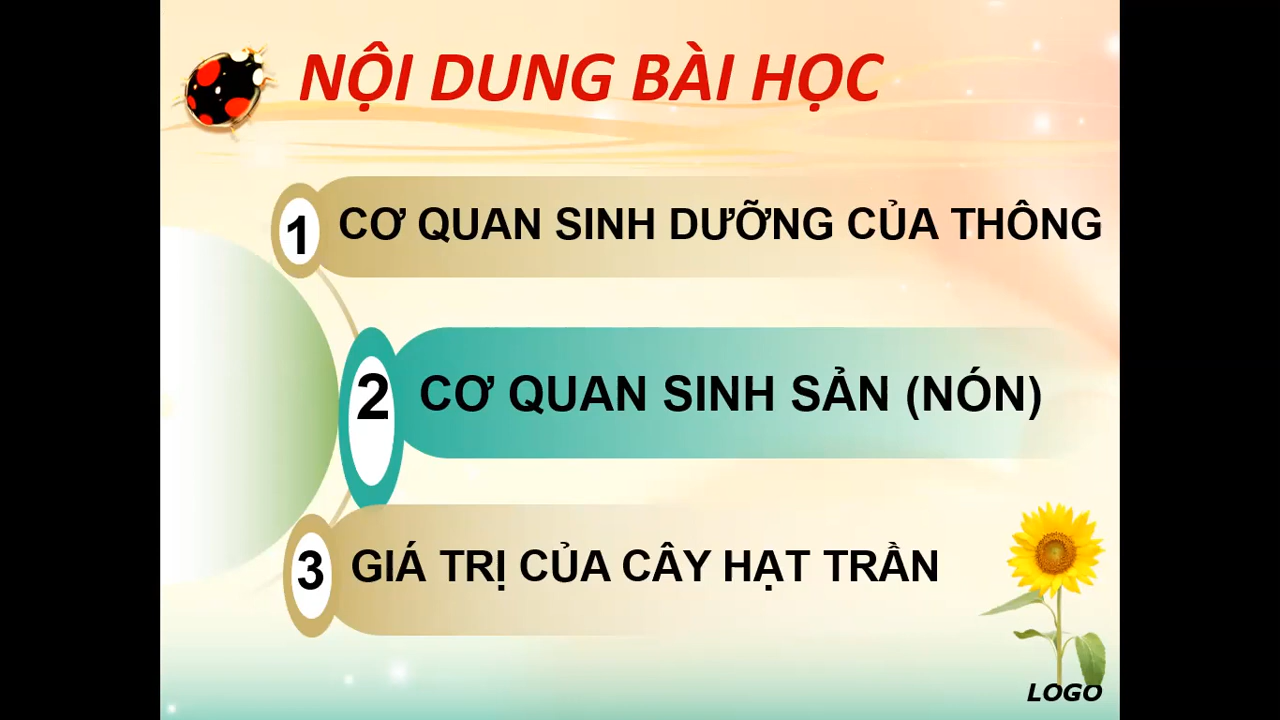 NỘI DUNG BÀI HỌC
1 CƠ QUAN SINH DƯỠNG CỦA THÔNG
2 CƠ QUAN SINH SẢN (NÓN)
3 GIÁ TRỊ CỦA CÂY HẠT TRẦN
LOGO